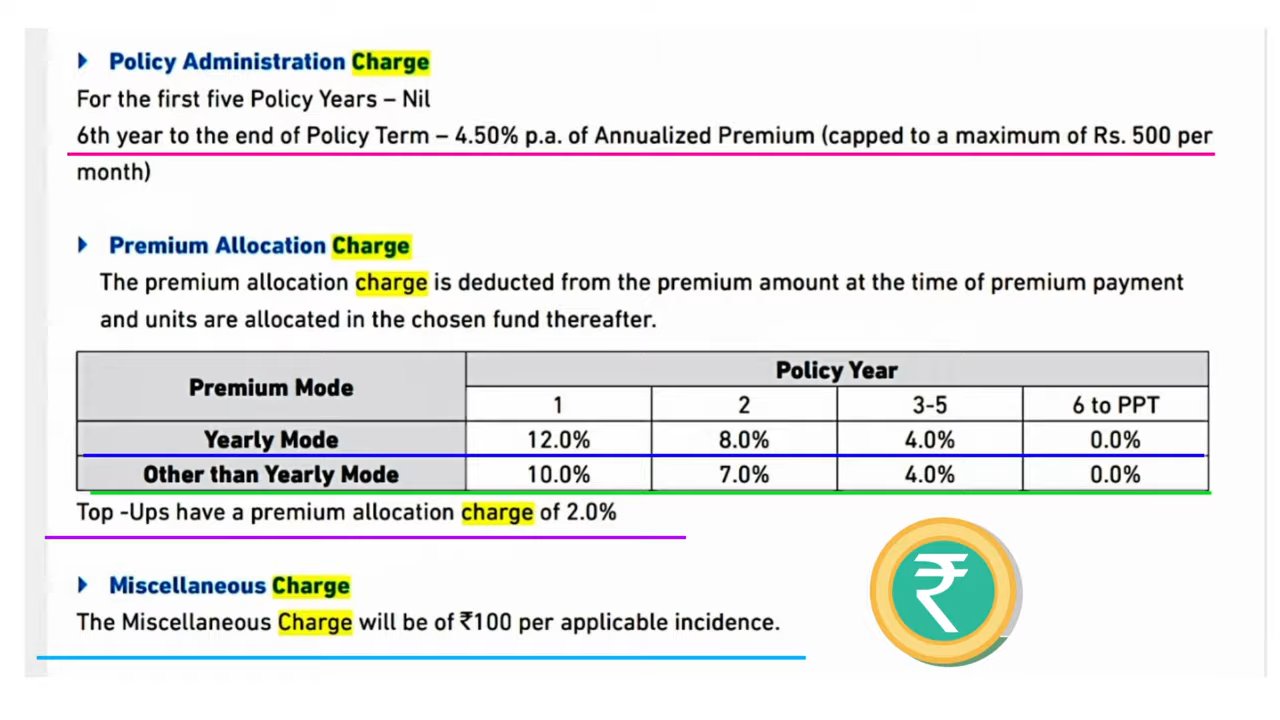 Policy Administration Charge
For the first five Policy Years – Nil
6th year to the end of Policy Term – 4.50% p.a. of Annualized Premium (capped to a maximum of Rs. 500 per
month)
Premium Allocation Charge
The premium allocation charge is deducted from the premium amount at the time of premium payment
and units are allocated in the chosen fund thereafter.
Premium Mode Policy Year
1 2 3-5 6 to PPT
Yearly Mode 12.0% 8.0% 4.0% 0.0%
Other than Yearly Mode 10.0% 7.0% 4.0% 0.0%
Top -Ups have a premium allocation charge of 2.0%
Miscellaneous Charge
The Miscellaneous Charge will be of ₹100 per applicable incidence.
₹